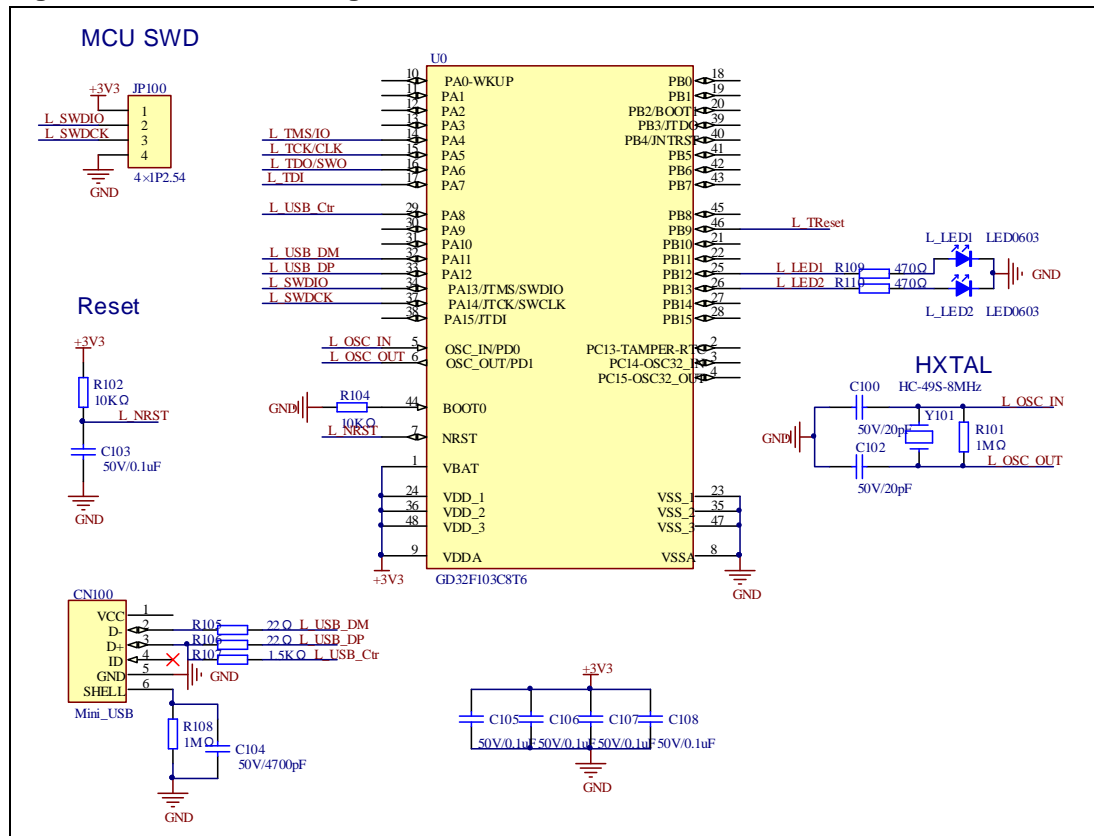 MCU SWD
JP100
+3V3
1
L_SWDIO
2
L_SWDCK
3
4
4×1P2.54
GND
U0
10 PA0-WKUP
11 PA1
12 PA2
13 PA3
L_TMS/IO 14 PA4
L_TCK/CLK 15 PA5
L_TDO/SWO 16 PA6
L_TDI 17 PA7
L_USB_Ctr 29 PA8
30 PA9
31 PA10
L_USB_DM 32 PA11
L_USB_DP 33 PA12
L_SWDIO 34 PA13/JTMS/SWDIO
L_SWDCK 37 PA14/JTCK/SWCLK
38 PA15/JTDI
L_OSC_IN 5 OSC_IN/PD0
L_OSC_OUT 6 OSC_OUT/PD1
R104
GND 44 BOOT0
10KΩ
L_NRST 7 NRST
1 VBAT
24 VDD_1
36 VDD_2
48 VDD_3
9 VDDA
+3V3
GD32F103C8T6
PB0 18
PB1 19
PB2/BOOT1 20
PB3/JTDO 39
PB4/JNTRST 40
PB5 41
PB6 42
PB7 43
PB8 45
PB9 46 L_TReset
PB10 21
PB11 22
PB12 25 L_LED1 R109 470Ω
PB13 26 L_LED2 R110 470Ω
PB14 27
PB15 28
PC13-TAMPER-RTC 2
PC14-OSC32_IN 3
PC15-OSC32_OUT 4
VSS_1 23
VSS_2 35
VSS_3 47
VSSA 8
GND
L_LED1 LED0603
GND
L_LED2 LED0603
Reset
+3V3
R102
10KΩ
L_NRST
C103
50V/0.1uF
GND
HXTAL
C100 HC-49S-8MHz
L_OSC_IN
Y101
50V/20pF R101
GND C102 1MΩ
L_OSC_OUT
50V/20pF
CN100
VCC 1
D- 2 R105 22Ω L_USB_DM
D+ 3 R106 22Ω L_USB_DP
ID 4 R107 1.5KΩ L_USB_Ctr
GND 5 GND
SHELL 6
Mini_USB
R108
1MΩ
C104
50V/4700pF
GND
+3V3
C105 C106 C107 C108
50V/0.1uF 50V/0.1uF 50V/0.1uF 50V/0.1uF
GND